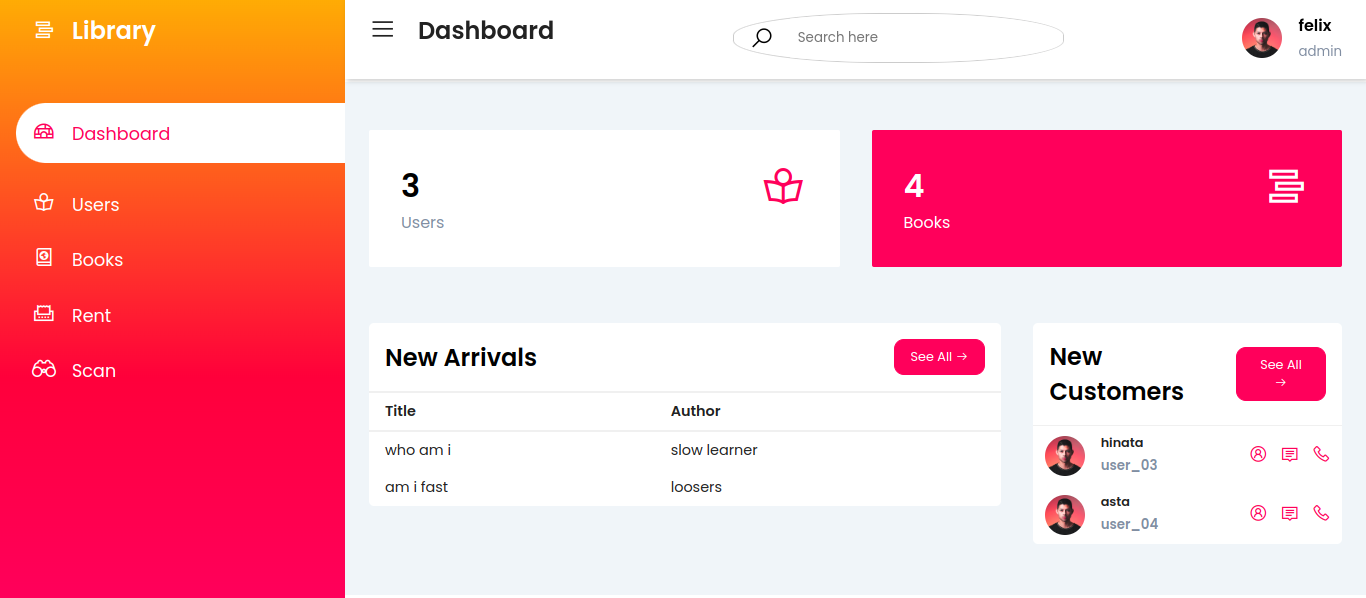 Library
Dashboard
Users
Books
Rent
Scan
Dashboard
Search here
felix
admin
3
Users
4
Books
New Arrivals
See All →
Title Author
who am i slow learner
am i fast loosers
New
Customers
See All
→
hinata
user_03
asta
user_04